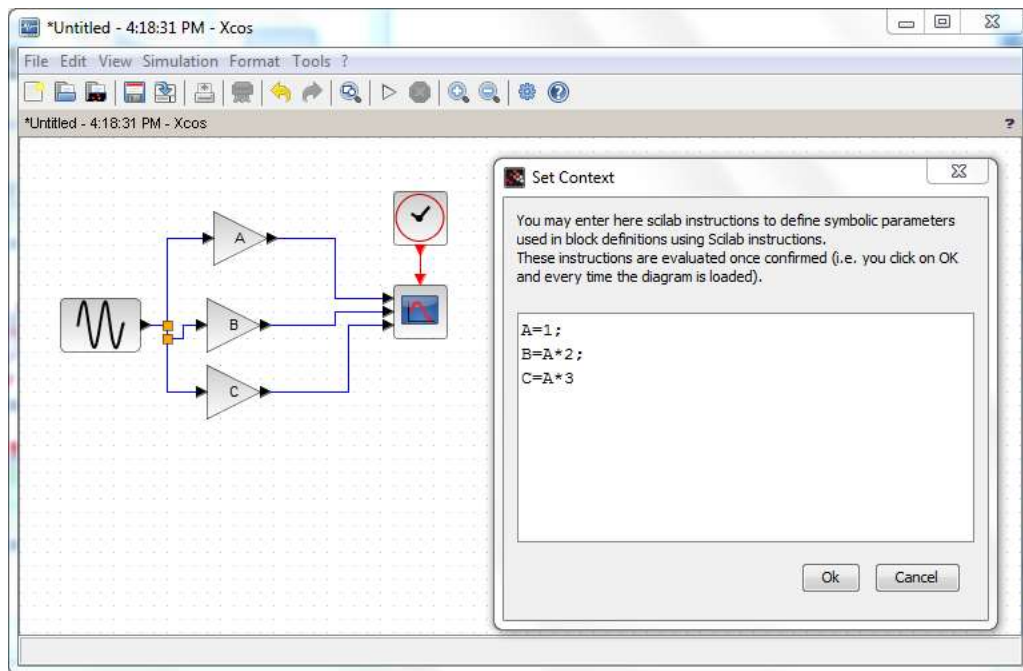 *Untitled - 4:18:31 PM - Xcos
File Edit View Simulation Format Tools ?
*Untitled - 4:18:31 PM - Xcos
?
A
B
C
Set Context
You may enter here scilab instructions to define symbolic parameters
used in block definitions using Scilab instructions.
These instructions are evaluated once confirmed (i.e. you click on OK
and every time the diagram is loaded).
A=1;
B=A*2;
C=A*3
Ok
Cancel